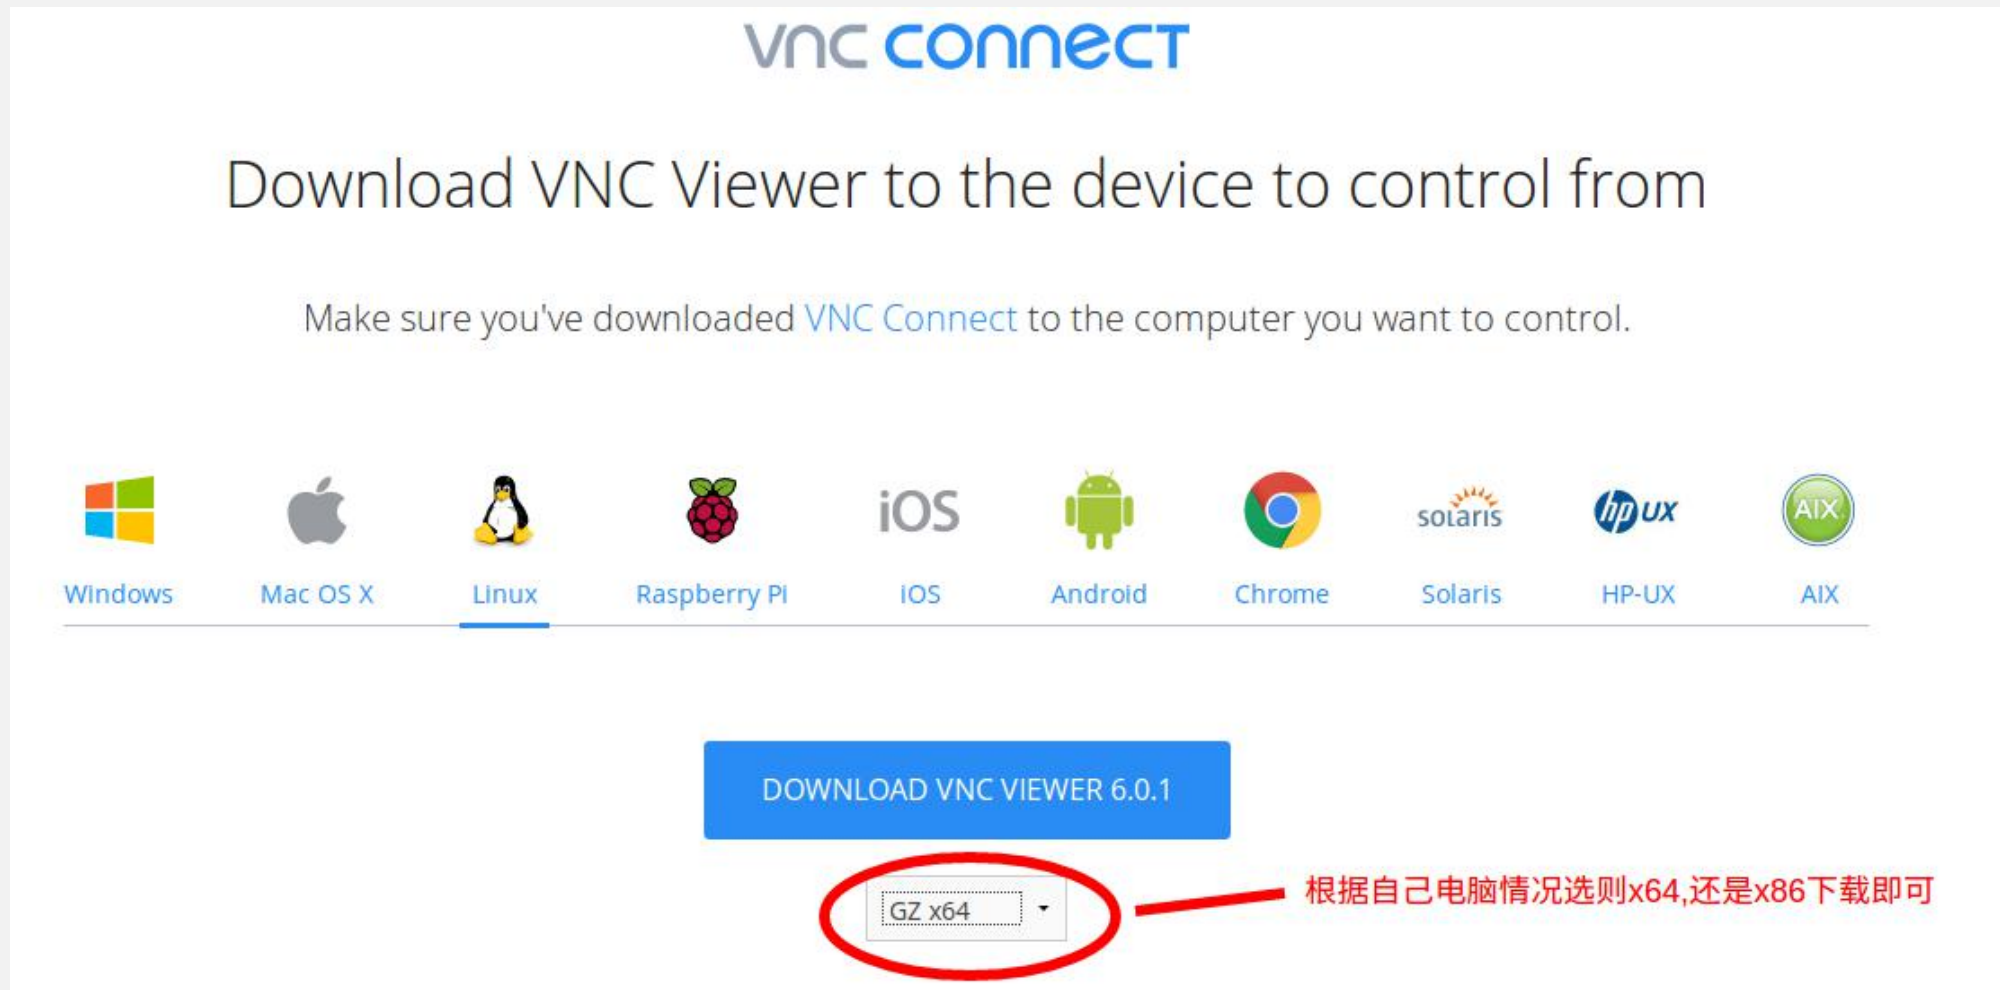 vnc connect
Download VNC Viewer to the device to control from
Make sure you've downloaded VNC Connect to the computer you want to control.
iOS
solaris
hp UX
AIX
Windows
Mac OS X
Linux
Raspberry Pi
iOS
Android
Chrome
Solaris
HP-UX
AIX
DOWNLOAD VNC VIEWER 6.0.1
GZ x64
根据自己电脑情况选则x64,还是x86下载即可